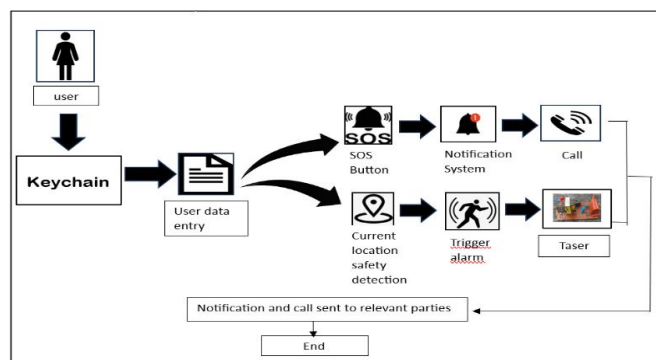 user
Keychain
User data
entry
SOS
SOS
Button
1
Notification
System
Call
Current
location
safety
detection
Trigger
alarm
Taser
Notification and call sent to relevant parties
End